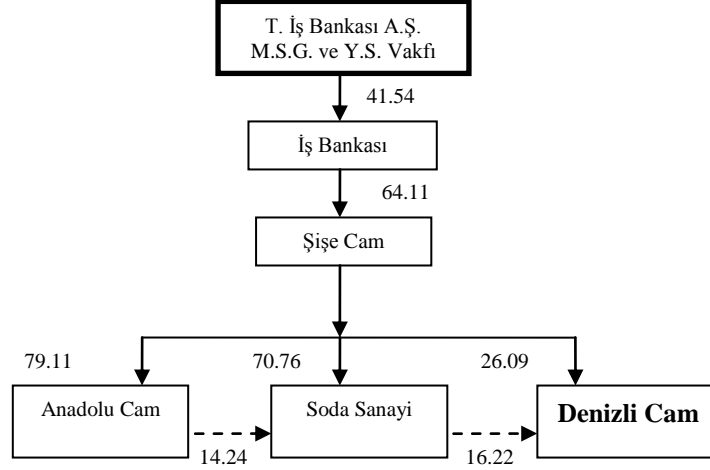 T. İş Bankası A.Ş.
M.S.G. ve Y.S. Vakfı
41.54
İş Bankası
64.11
Şişe Cam
79.11
70.76
26.09
Anadolu Cam
Soda Sanayi
Denizli Cam
14.24
16.22